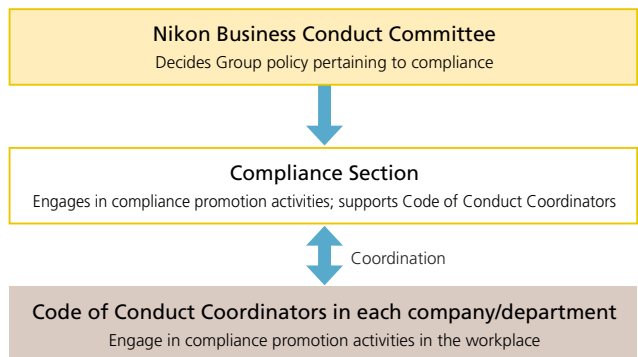 Nikon Business Conduct Committee
Decides Group policy pertaining to compliance
Compliance Section
Engages in compliance promotion activities; supports Code of Conduct Coordinators
Coordination
Code of Conduct Coordinators in each company/department
Engage in compliance promotion activities in the workplace